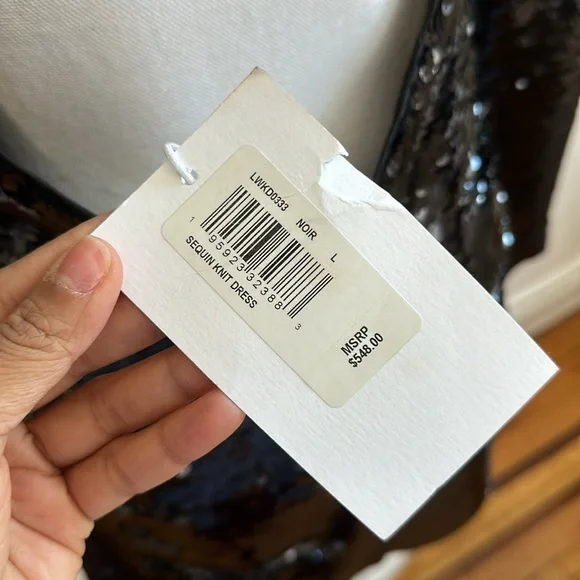 LWKD0333 NOIR L
1 95923 32388 3
SEQUIN KNIT DRESS
MSRP
$548.00